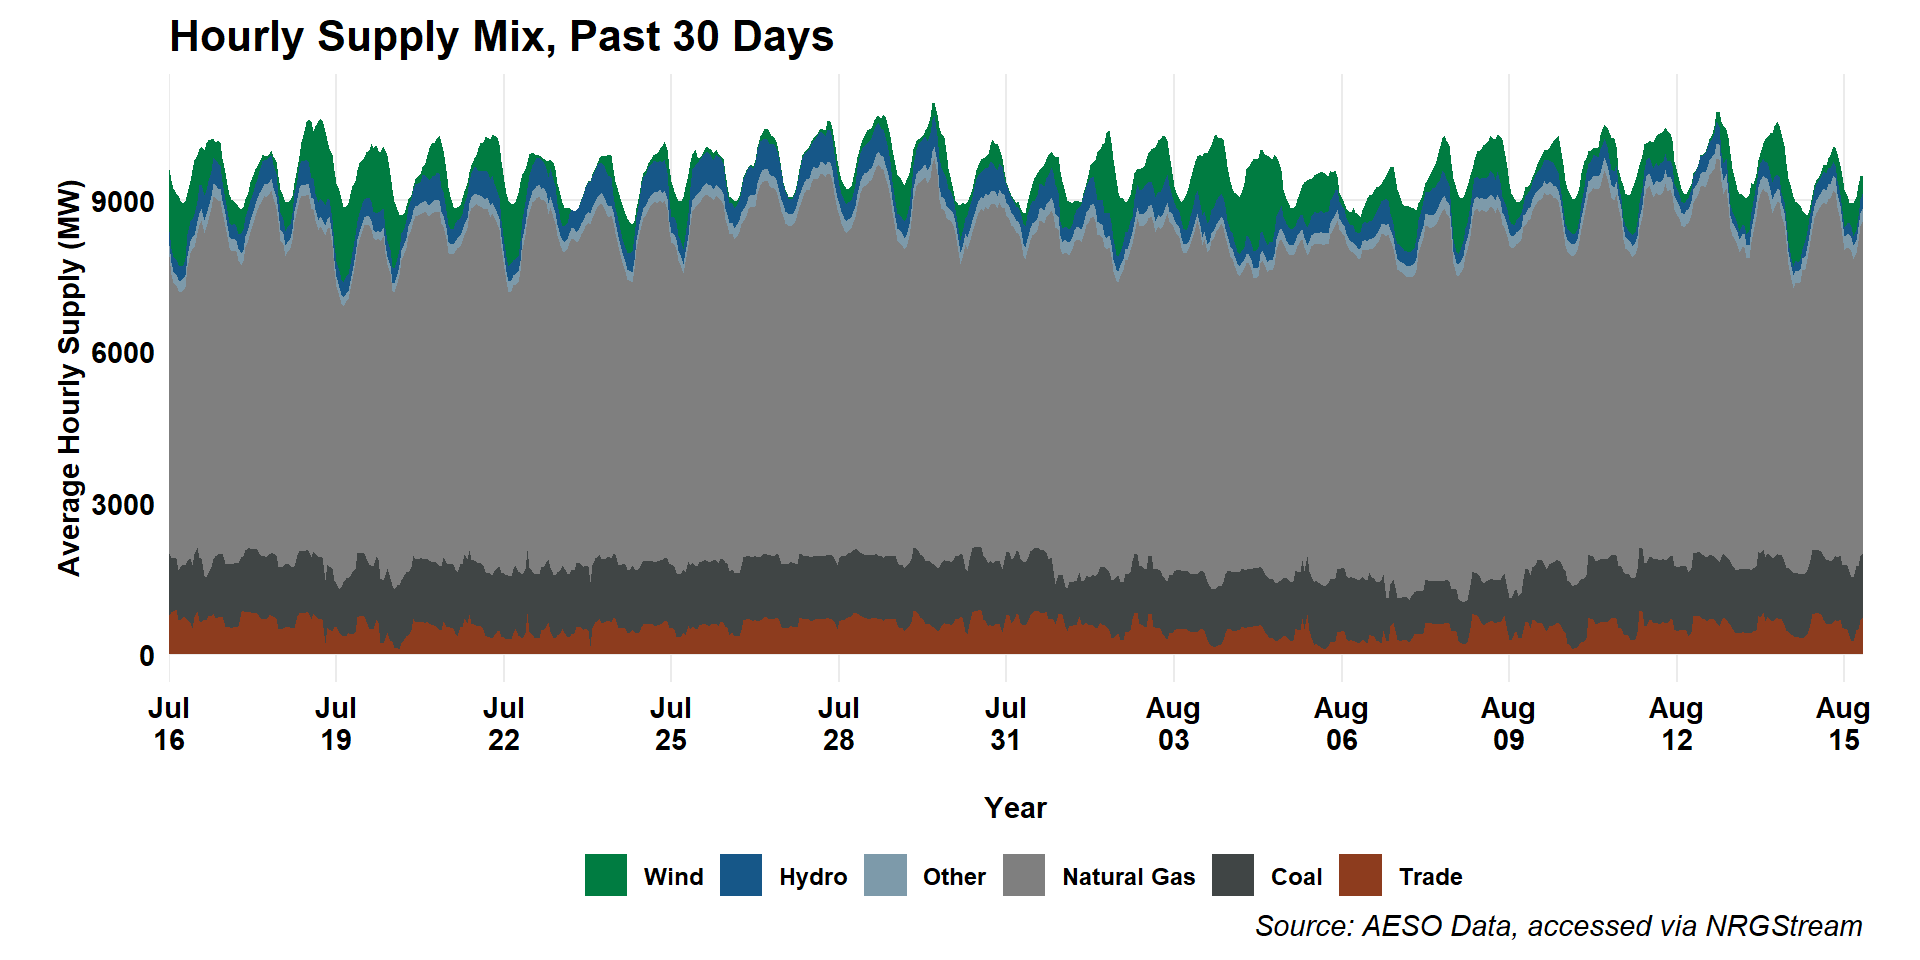 Hourly Supply Mix, Past 30 Days
Average Hourly Supply (MW)
9000
6000
3000
0
Jul 16
Jul 19
Jul 22
Jul 25
Jul 28
Jul 31
Aug 03
Aug 06
Aug 09
Aug 12
Aug 15
Year
Wind Hydro Other Natural Gas Coal Trade
Source: AESO Data, accessed via NRGStream